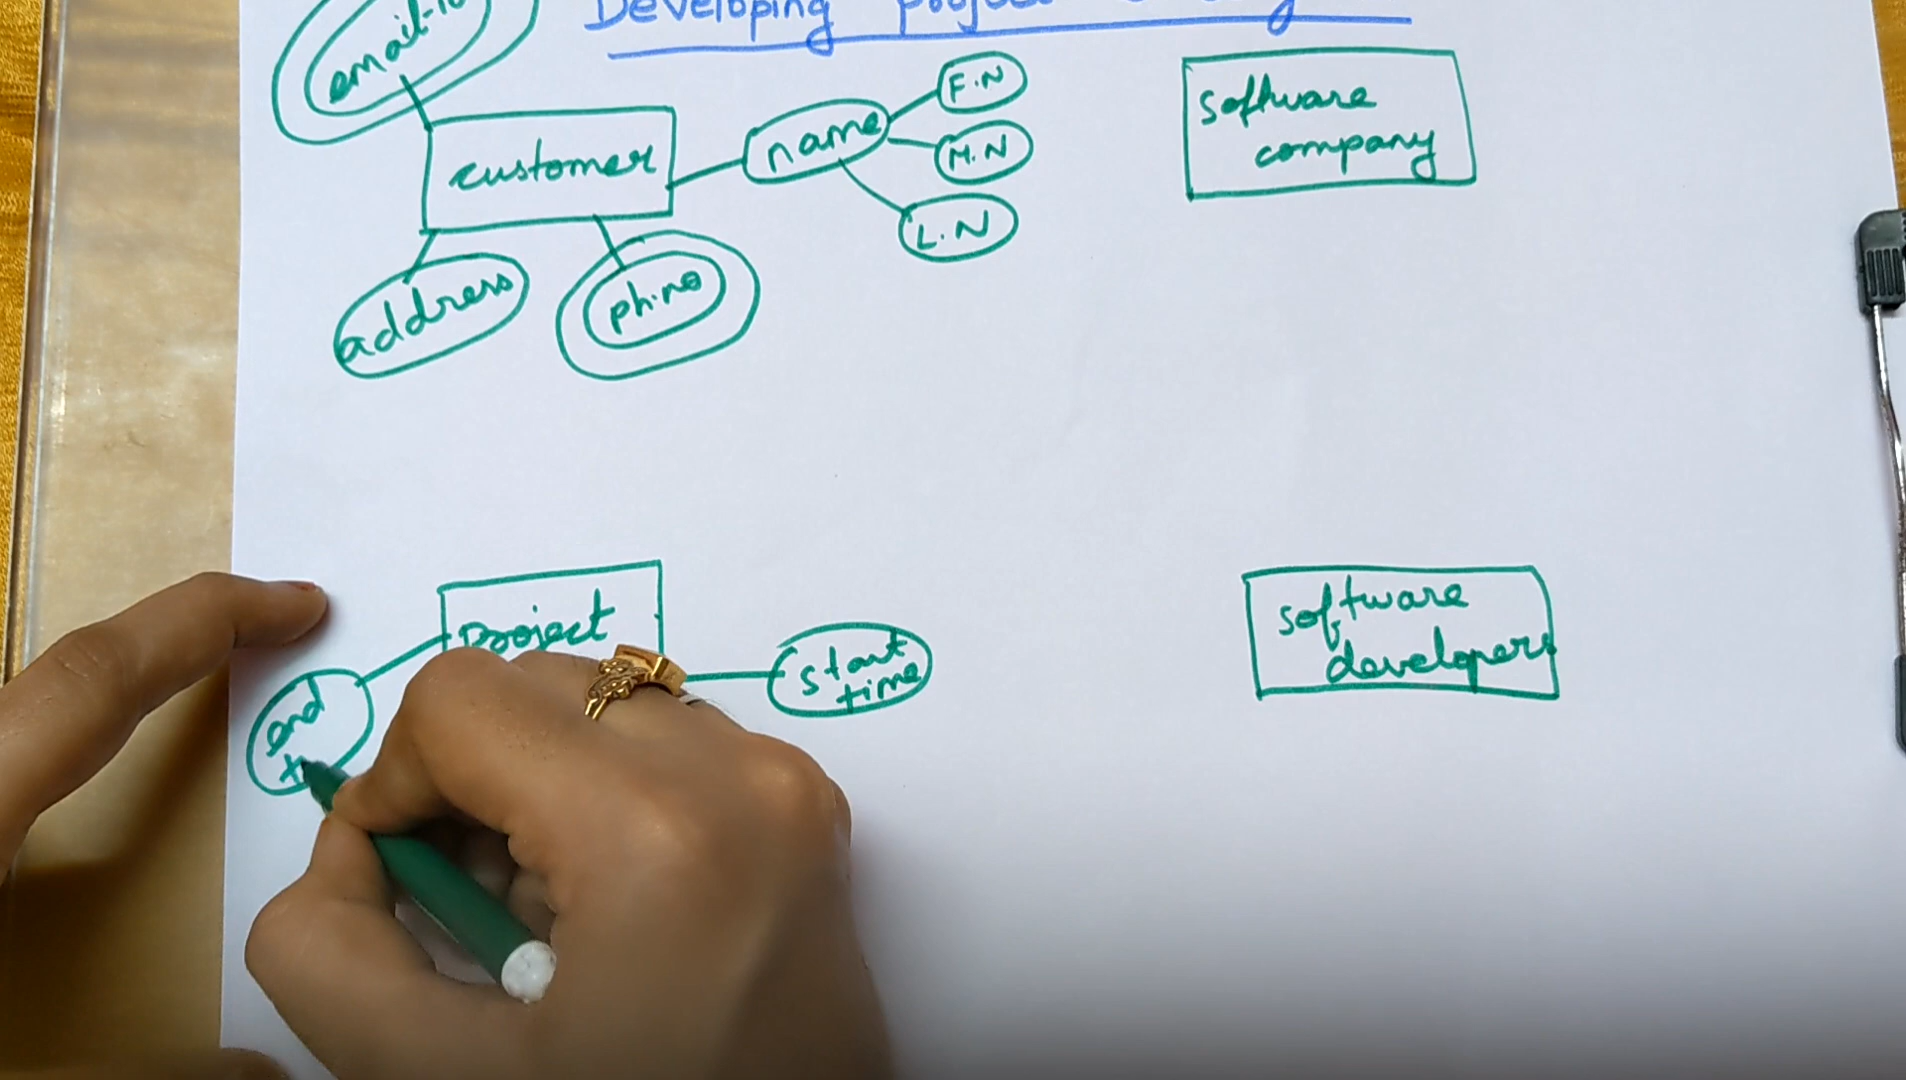 Developing
email-id
customer
name
F.N
M.N
L.N
address
ph.no
software
company
project
start
time
end
software
developers